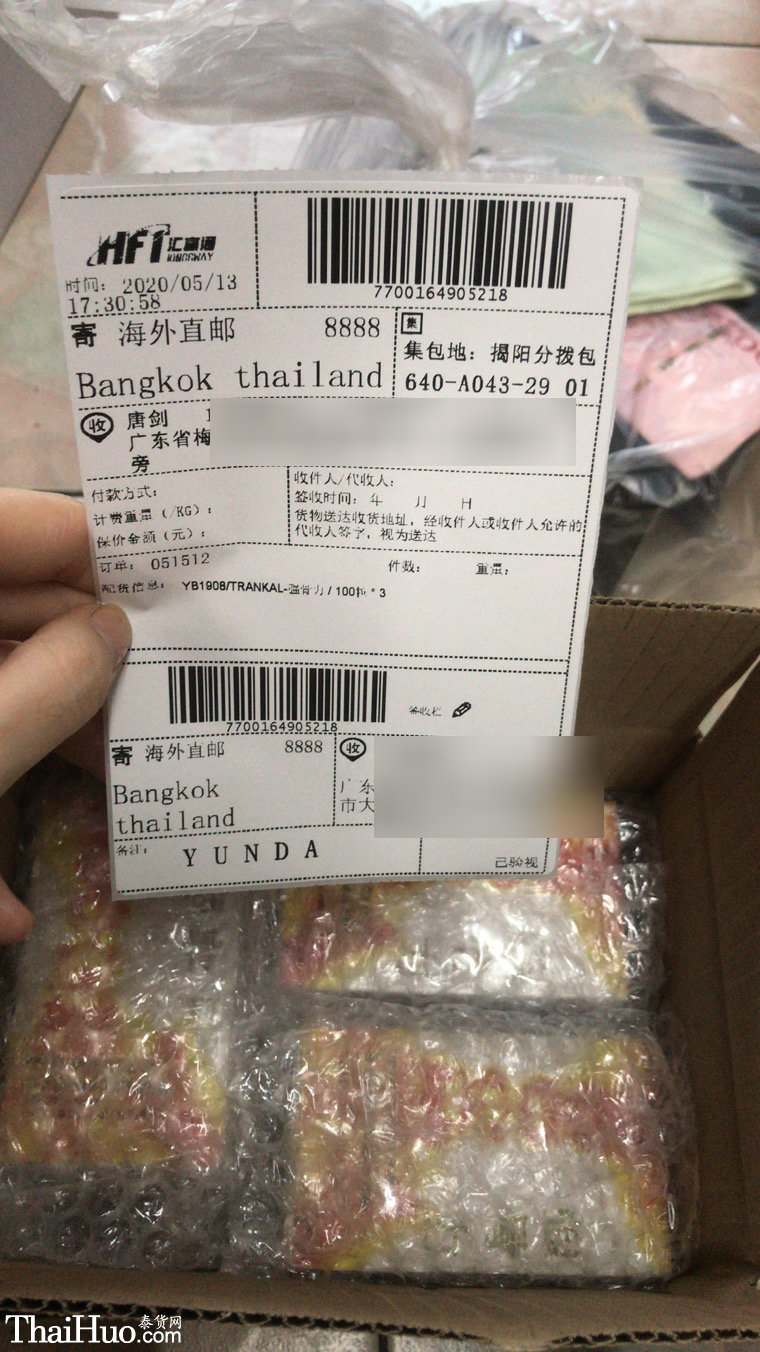 HFT 汇富通
KINGSWAY
7700164905218
时间: 2020/05/13
17:30:58
寄 海外直邮 8888
Bangkok thailand
集
集包地: 揭阳分拨包
640-A043-29 01
收 唐剑 1
广东省梅
旁
付款方式:
计费重量(/KG):
保价金额(元):
收件人/代收人:
签收时间: 年 月 日
货物送达收货地址, 经收件人或收件人允许的
代收人签字, 视为送达
订单: 051512 件数: 重量:
配货信息: YB1908/TRANKAL-强骨力/100粒*3
7700164905218
签收栏
寄 海外直邮 8888
Bangkok
thailand
收
广东
市大
备注: YUNDA
已验视
ThaiHuo.com
泰货网